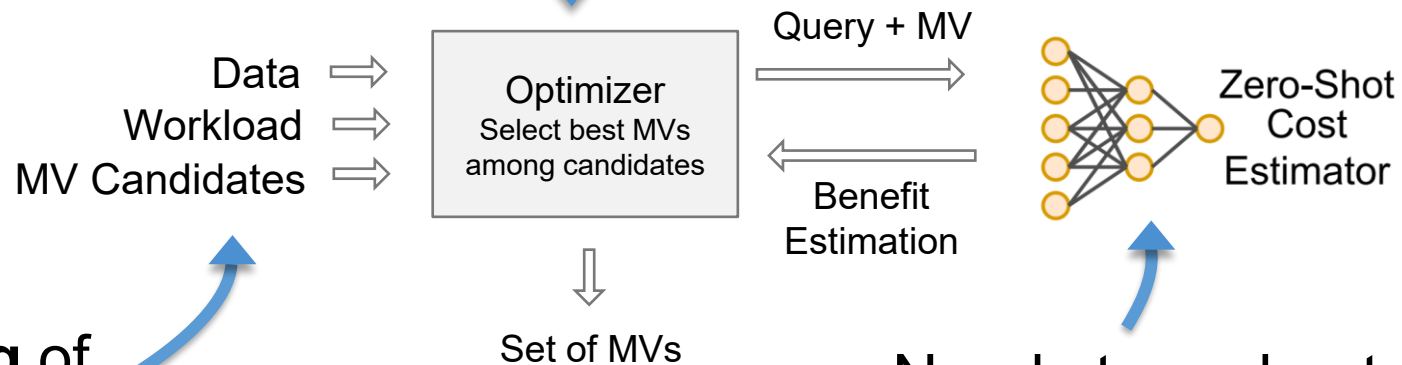 Query + MV
Data
Workload
MV Candidates
Optimizer
Select best MVs
among candidates
Zero-Shot
Cost
Estimator
Benefit
Estimation
Set of MVs
of